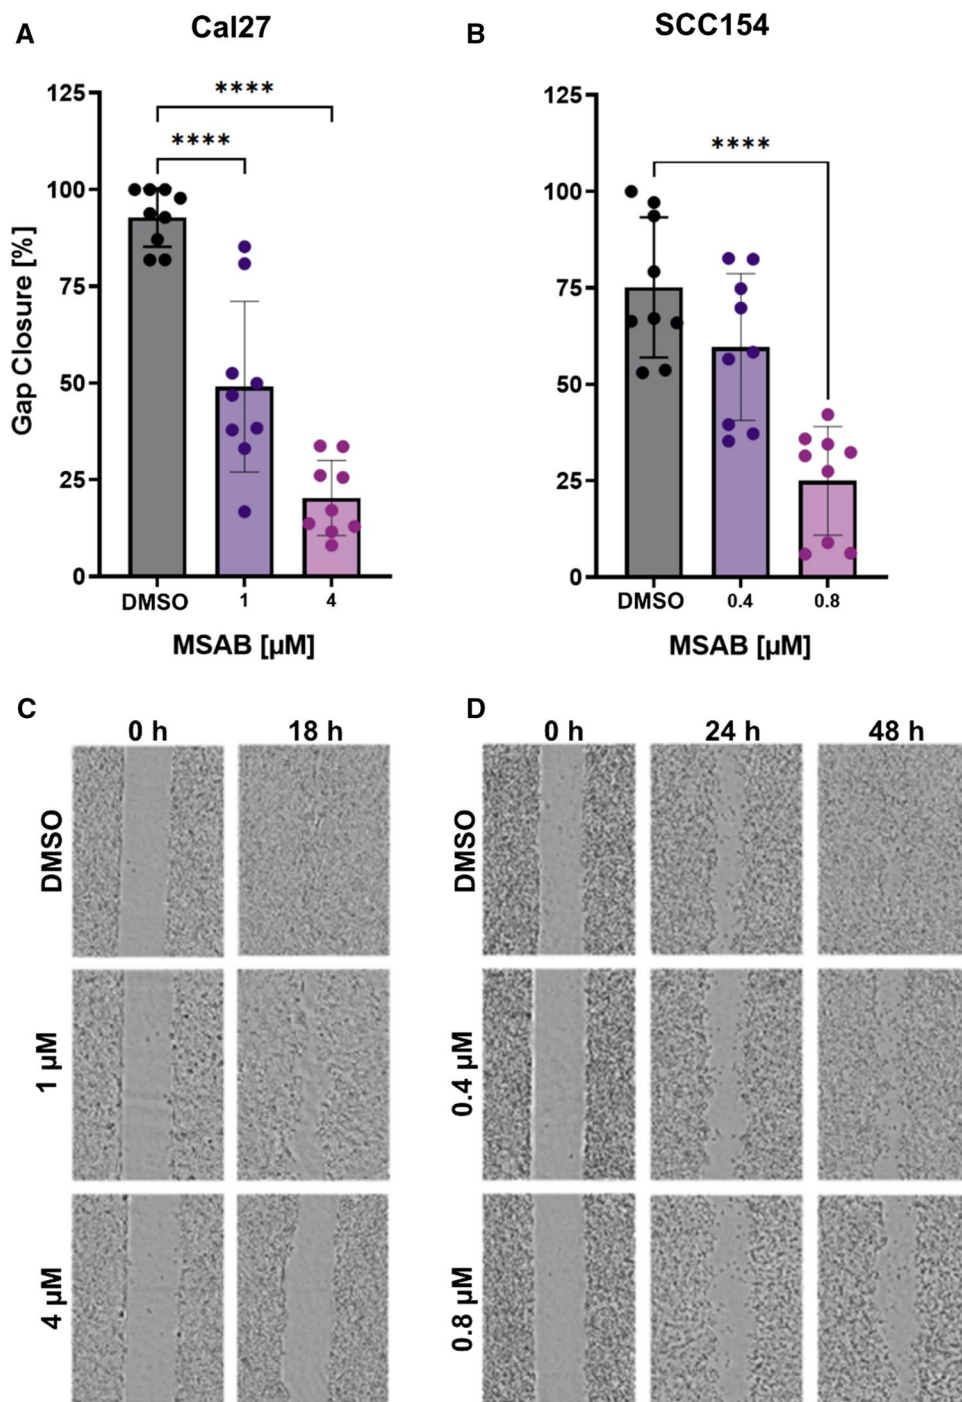 A
Cal27
B
SCC154
Gap Closure [%]
125
100
75
50
25
0
****
****
DMSO
1
4
MSAB [µM]
125
100
75
50
25
0
****
DMSO
0.4
0.8
MSAB [µM]
C
0 h
18 h
DMSO
1 µM
4 µM
D
0 h
24 h
48 h
DMSO
0.4 µM
0.8 µM